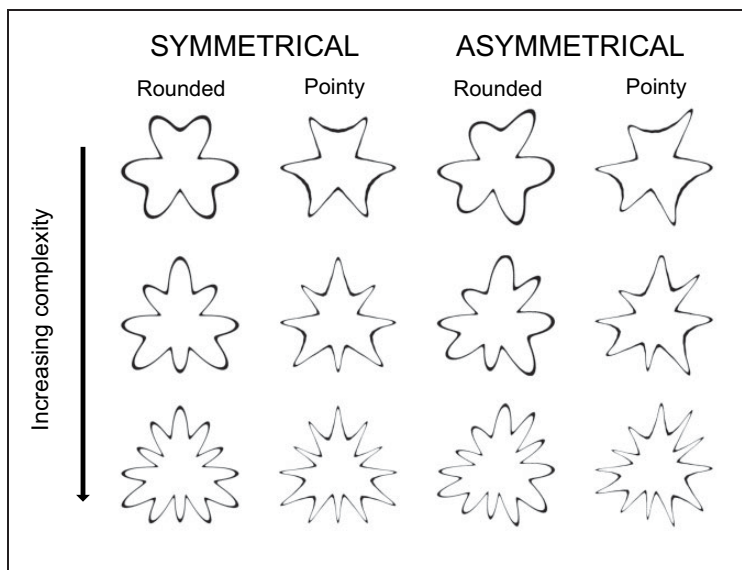 SYMMETRICAL
ASYMMETRICAL
Rounded
Pointy
Rounded
Pointy
Increasing complexity